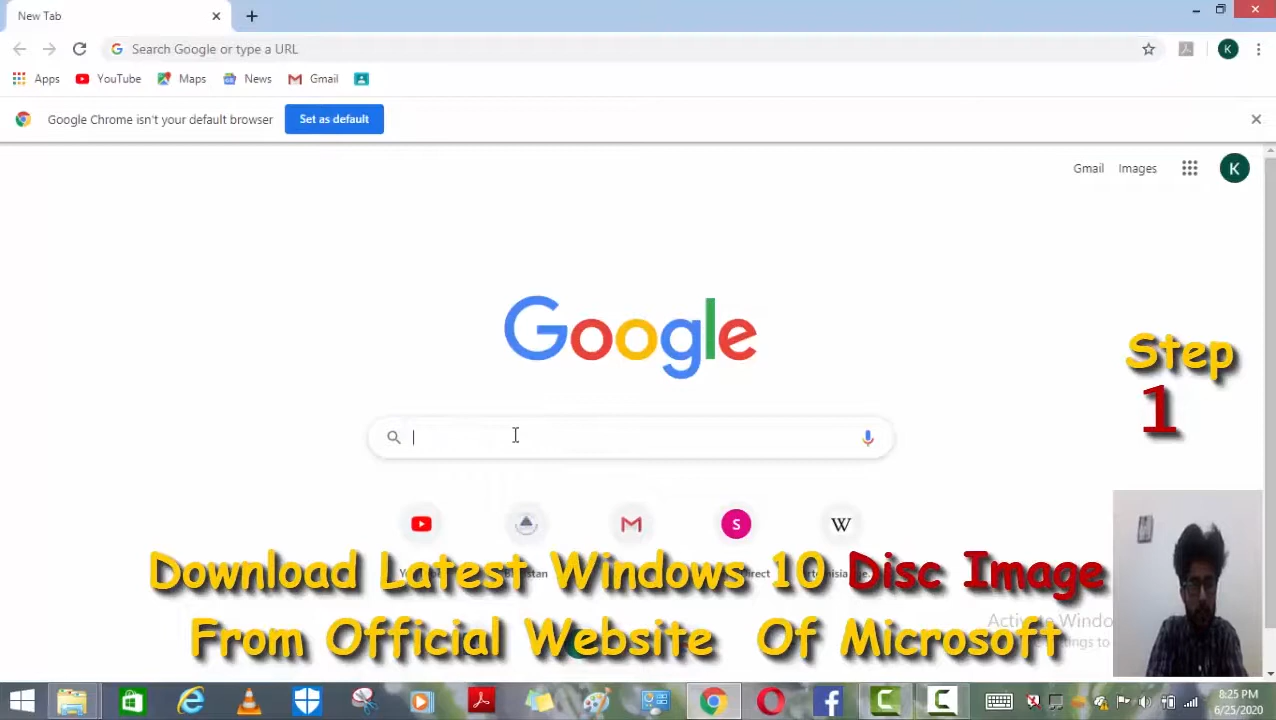 New Tab
Search Google or type a URL
K
Apps YouTube Maps News Gmail
Google Chrome isn't your default browser Set as default
Gmail Images K
Google
Step
1
S W
Download Latest Windows 10 Disc Image
From Official Website Of Microsoft
8:25 PM
6/25/2020